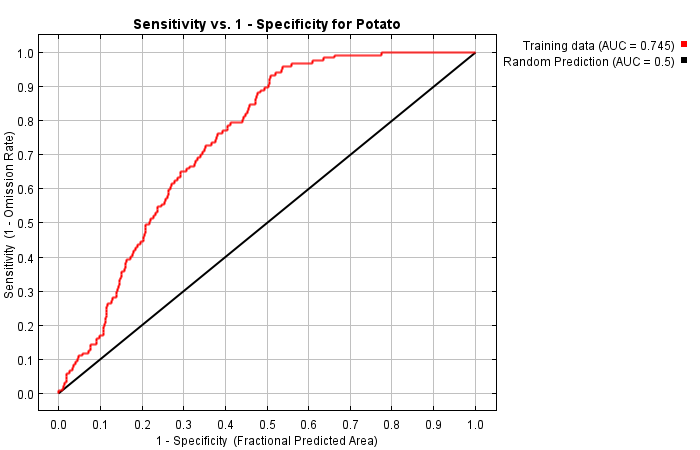 Sensitivity vs. 1 - Specificity for Potato
Training data (AUC = 0.745)
Random Prediction (AUC = 0.5)
Sensitivity (1 - Omission Rate)
1.0
0.9
0.8
0.7
0.6
0.5
0.4
0.3
0.2
0.1
0.0
0.0 0.1 0.2 0.3 0.4 0.5 0.6 0.7 0.8 0.9 1.0
1 - Specificity (Fractional Predicted Area)